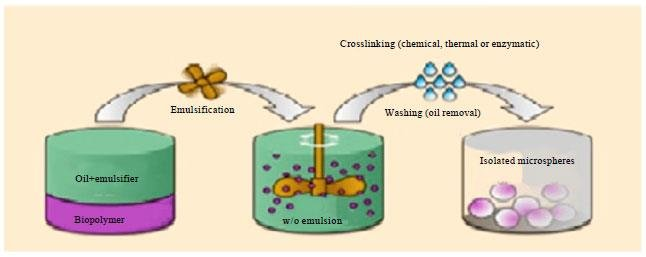 Crosslinking (chemical, thermal or enzymatic)
Emulsification
Washing (oil removal)
Oil+emulsifier
Biopolymer
w/o emulsion
Isolated microspheres